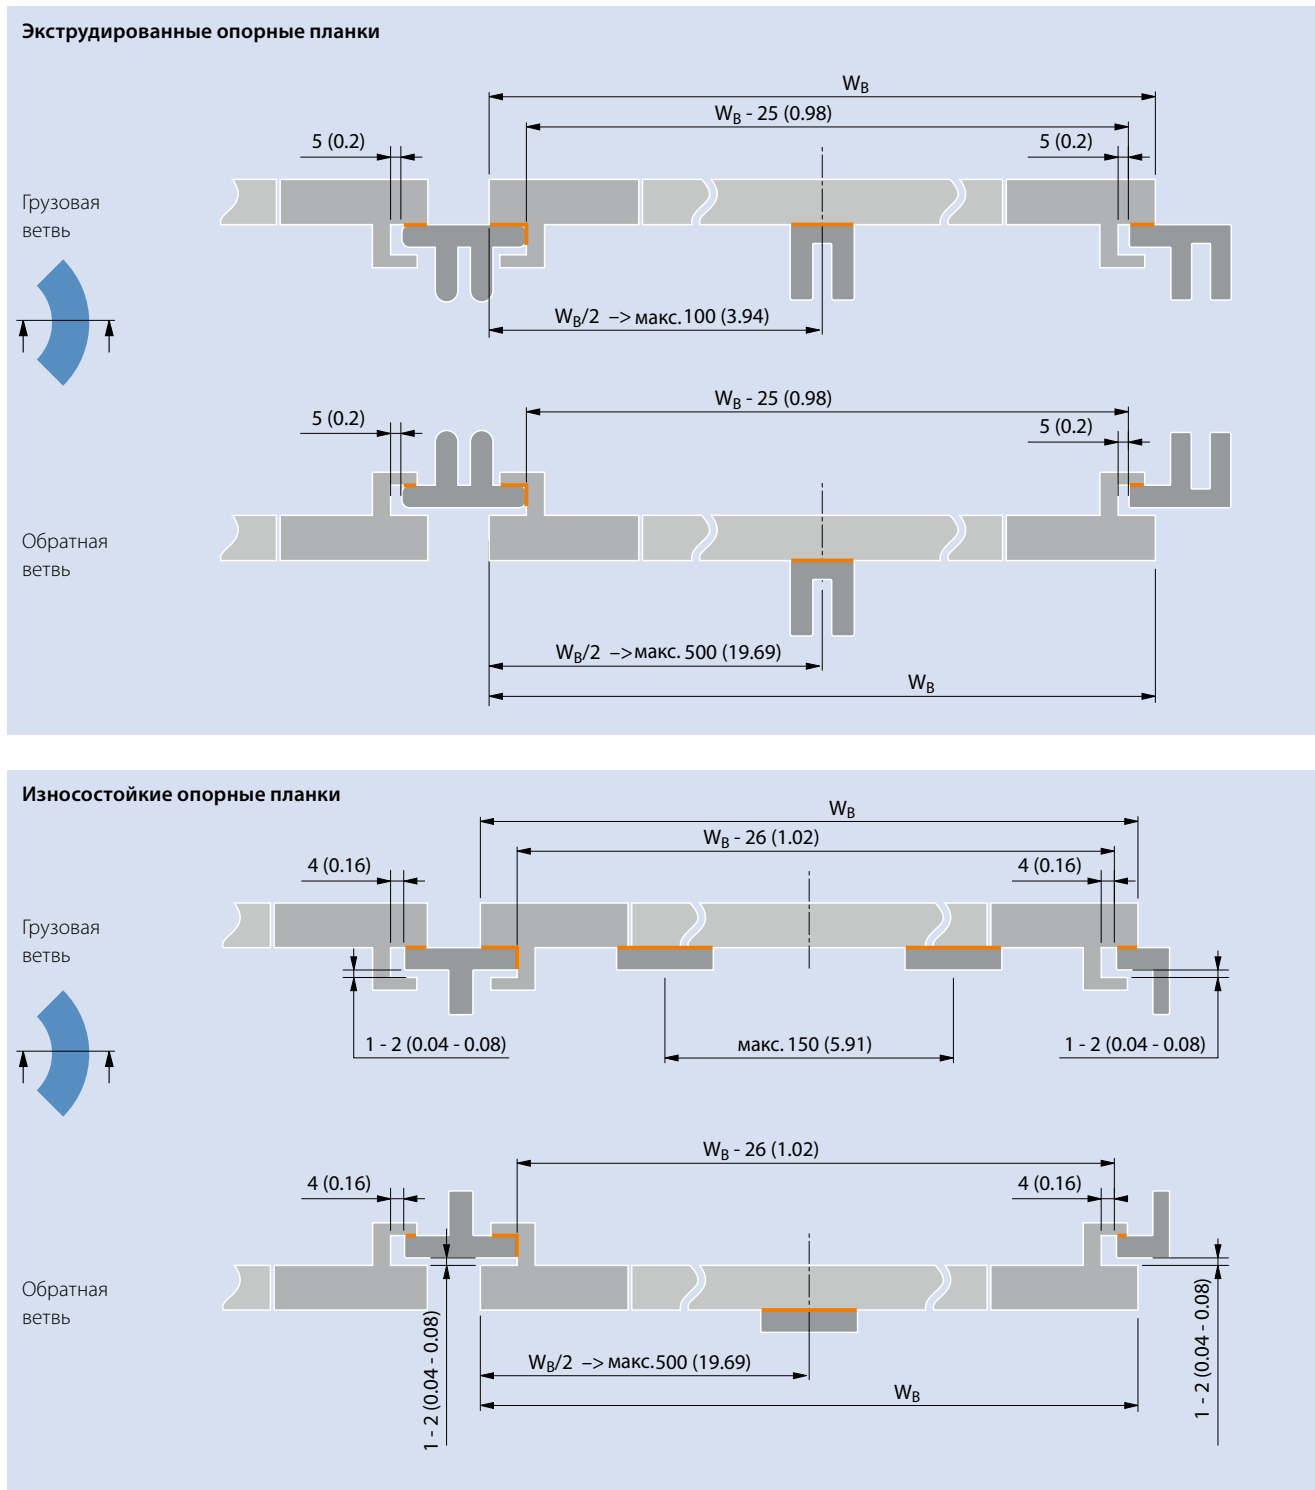 Экструдированные опорные планки
W_B
W_B - 25 (0.98)
5 (0.2)
5 (0.2)
Грузовая
ветвь
W_B/2 –> макс. 100 (3.94)
W_B - 25 (0.98)
5 (0.2)
5 (0.2)
Обратная
ветвь
W_B/2 –> макс. 500 (19.69)
W_B
Износостойкие опорные планки
W_B
W_B - 26 (1.02)
4 (0.16)
4 (0.16)
Грузовая
ветвь
1 - 2 (0.04 - 0.08)
макс. 150 (5.91)
1 - 2 (0.04 - 0.08)
W_B - 26 (1.02)
4 (0.16)
4 (0.16)
Обратная
ветвь
1 - 2 (0.04 - 0.08)
1 - 2 (0.04 - 0.08)
W_B/2 –> макс. 500 (19.69)
W_B